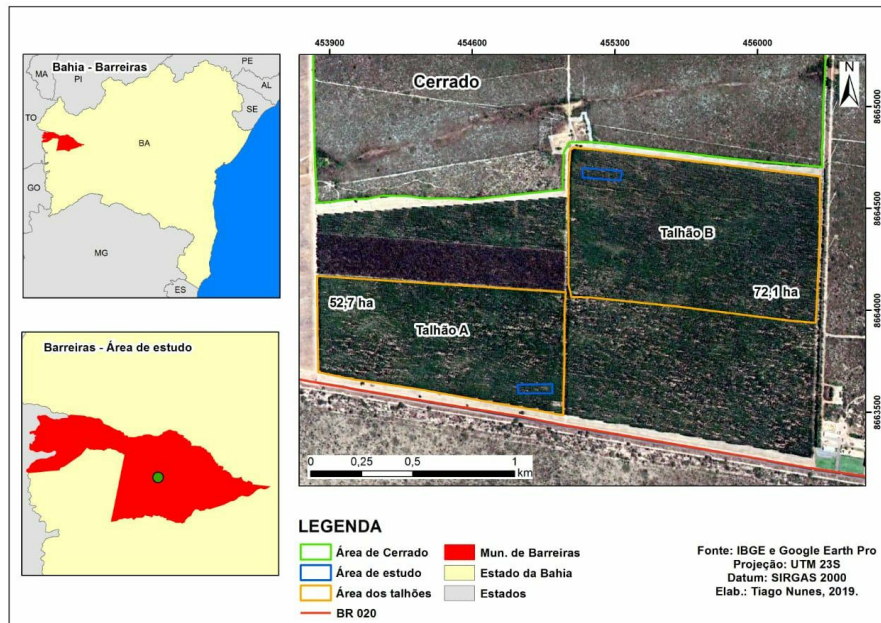 Bahia - Barreiras
PE
MA
PI
AL
SE
TO
BA
GO
MG
ES
Barreiras - Área de estudo
453900
454600
455300
456000
N
8665000
8664500
8664000
8663500
Cerrado
Talhão B
72,1 ha
52,7 ha
Talhão A
0 0,25 0,5 1
km
LEGENDA
Área de Cerrado
Área de estudo
Área dos talhões
BR 020
Mun. de Barreiras
Estado da Bahia
Estados
Fonte: IBGE e Google Earth Pro
Projeção: UTM 23S
Datum: SIRGAS 2000
Elab.: Tiago Nunes, 2019.